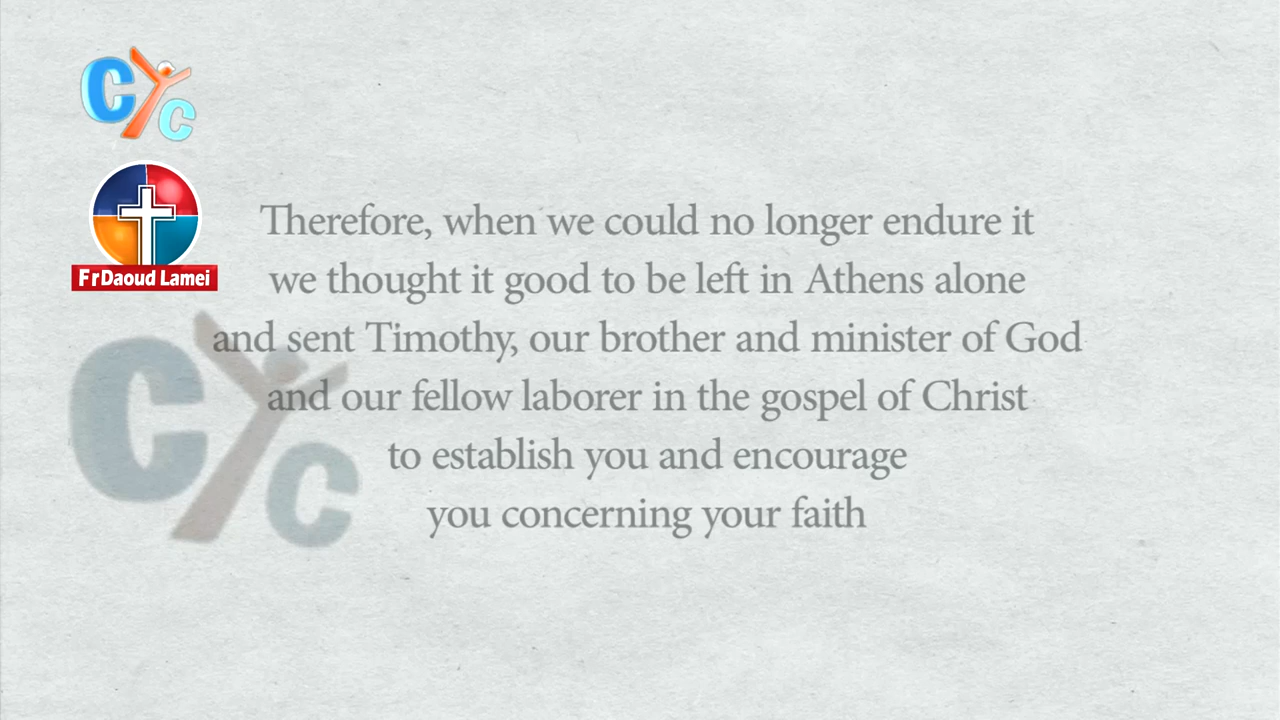 CYC
FrDaoud Lamei
Therefore, when we could no longer endure it
we thought it good to be left in Athens alone
and sent Timothy, our brother and minister of God
and our fellow laborer in the gospel of Christ
to establish you and encourage
you concerning your faith
CYC